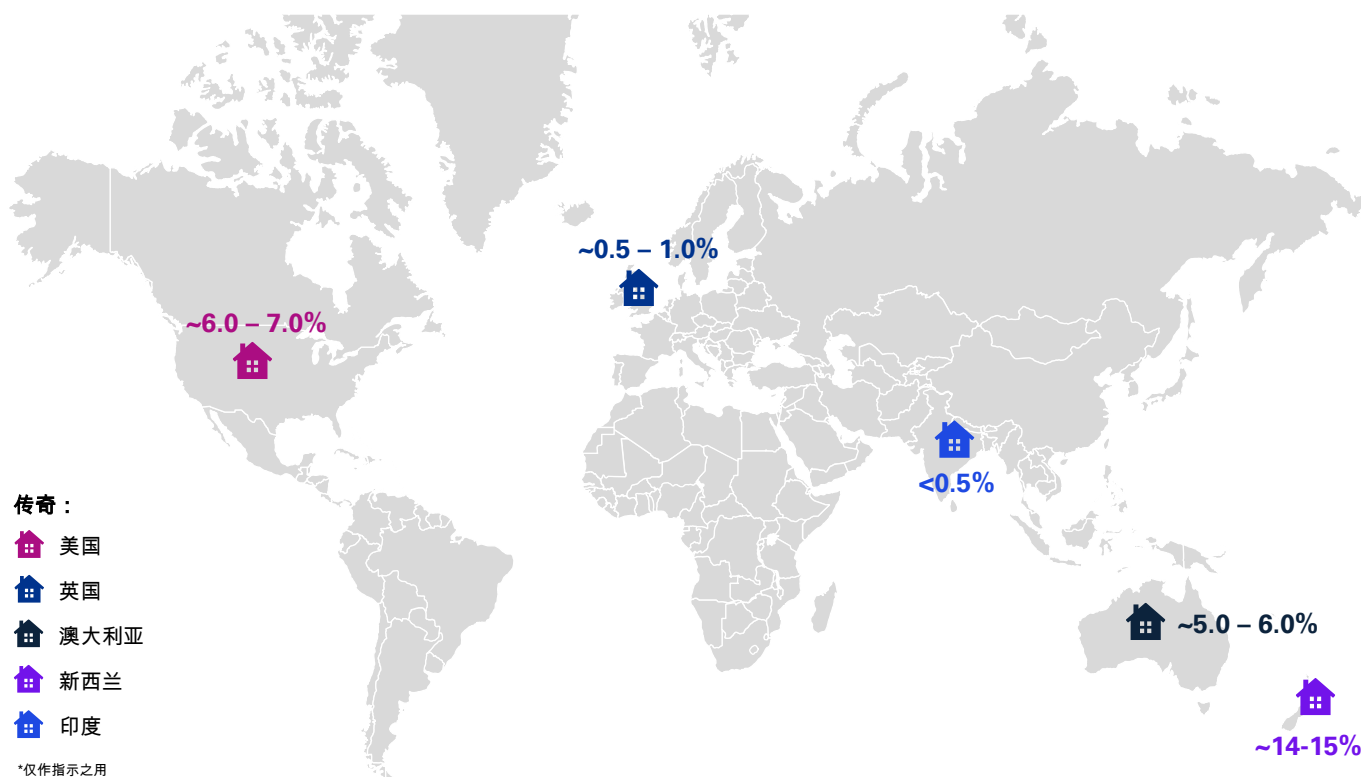 ~0.5 – 1.0%
~6.0 – 7.0%
<0.5%
~5.0 – 6.0%
~14-15%
传奇：
美国
英国
澳大利亚
新西兰
印度
*仅作指示之用